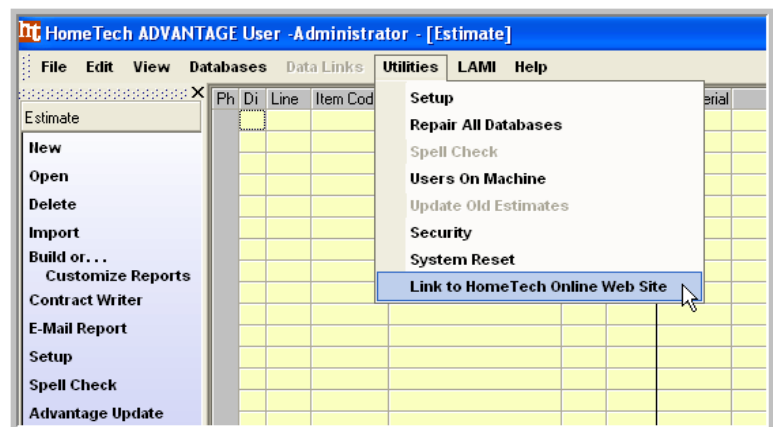 ht HomeTech ADVANTAGE User -Administrator - [Estimate]
File Edit View Databases Data Links Utilities LAMI Help
Estimate
New
Open
Delete
Import
Build or...
Customize Reports
Contract Writer
E-Mail Report
Setup
Spell Check
Advantage Update
Ph Di Line Item Cod
Setup
Repair All Databases
Spell Check
Users On Machine
Update Old Estimates
Security
System Reset
Link to HomeTech Online Web Site
erial